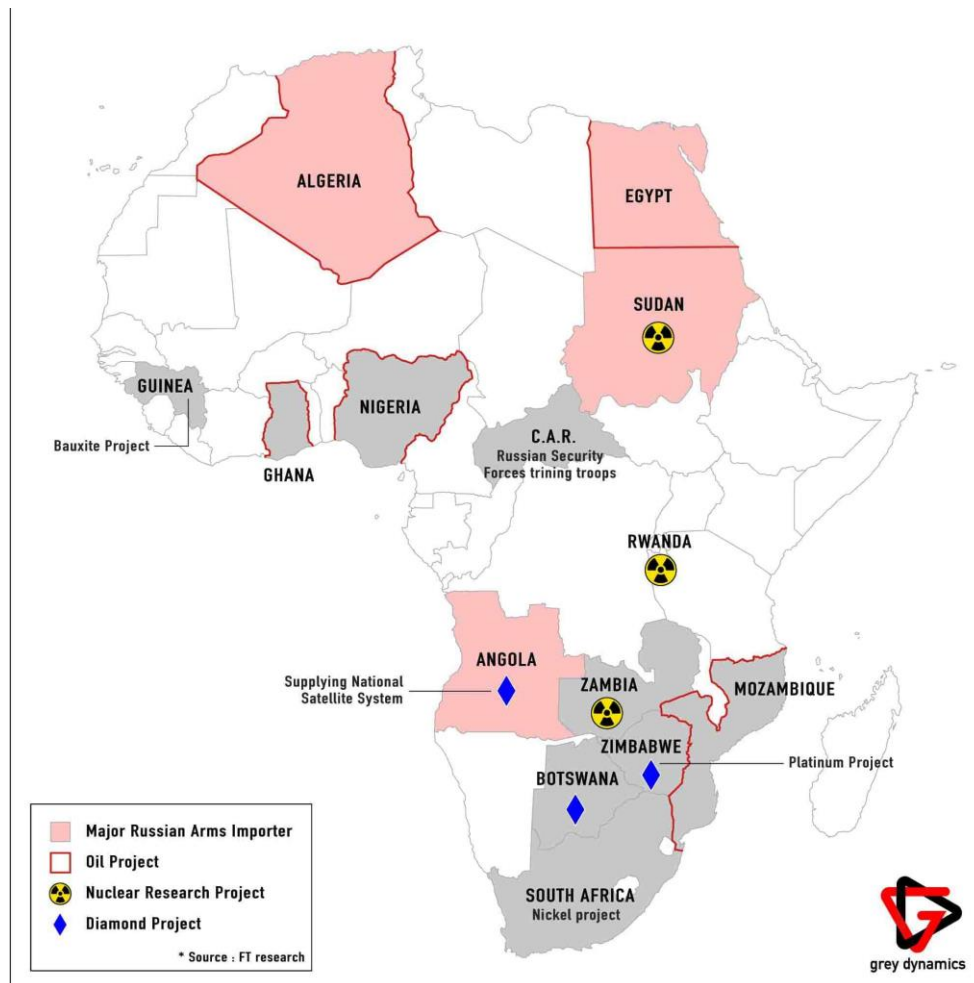 ALGERIA
EGYPT
SUDAN
GUINEA
Bauxite Project
NIGERIA
GHANA
C.A.R.
Russian Security
Forces trining troops
RWANDA
ANGOLA
Supplying National
Satellite System
ZAMBIA
MOZAMBIQUE
ZIMBABWE
Platinum Project
BOTSWANA
SOUTH AFRICA
Nickel project
Major Russian Arms Importer
Oil Project
Nuclear Research Project
Diamond Project
* Source : FT research
grey dynamics